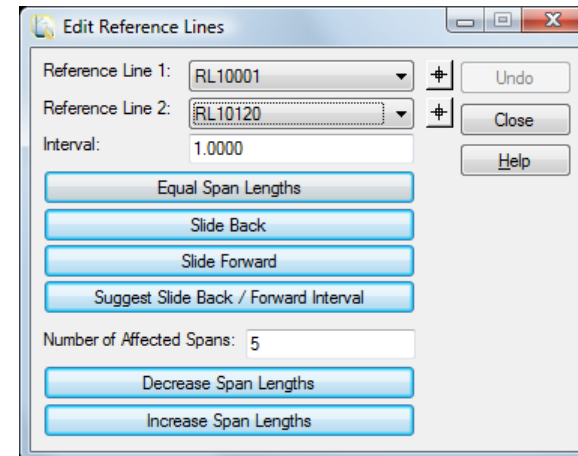 Edit Reference Lines
Reference Line 1: RL10001
Undo
Reference Line 2: RL10120
Close
Interval: 1.0000
Help
Equal Span Lengths
Slide Back
Slide Forward
Suggest Slide Back / Forward Interval
Number of Affected Spans: 5
Decrease Span Lengths
Increase Span Lengths